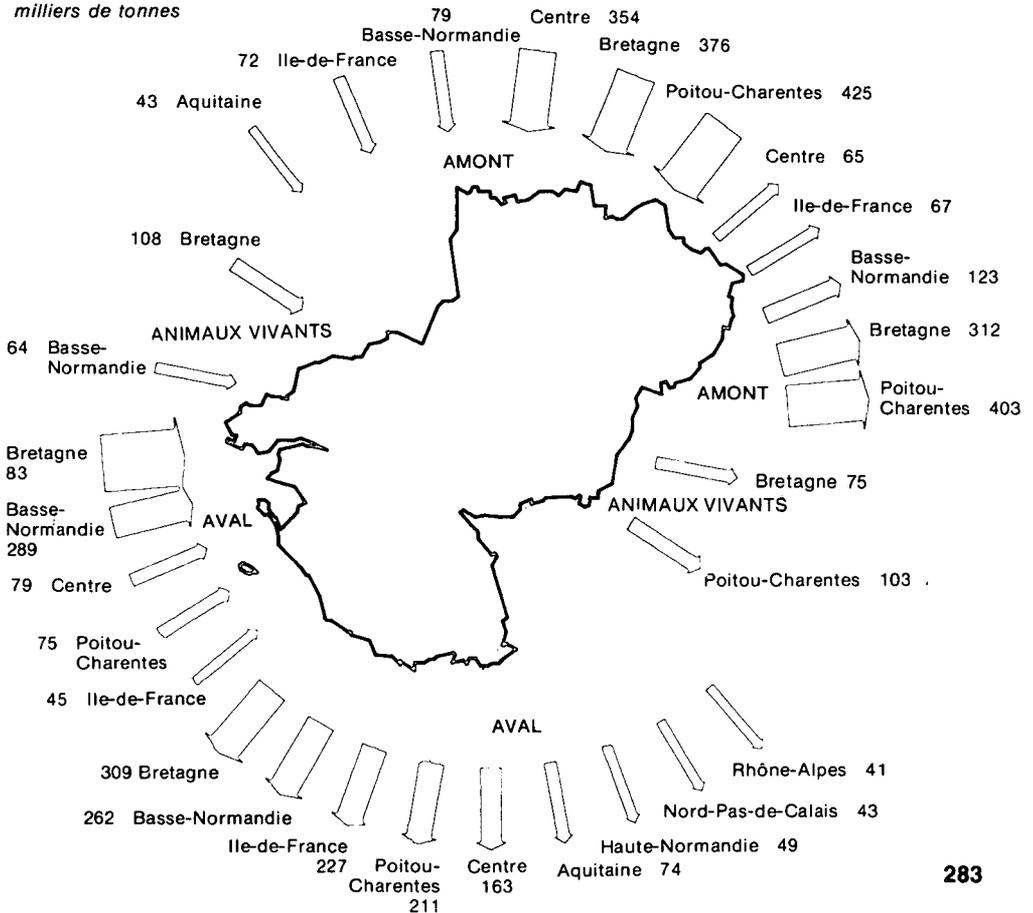 milliers de tonnes
79
Basse-Normandie
Centre 354
Bretagne 376
72 Ile-de-France
Poitou-Charentes 425
43 Aquitaine
AMONT
Centre 65
Ile-de-France 67
108 Bretagne
Basse-
Normandie 123
ANIMAUX VIVANTS
Bretagne 312
64 Basse-
Normandie
AMONT
Poitou-
Charentes 403
Bretagne
83
Bretagne 75
ANIMAUX VIVANTS
Basse-
Normandie
289
AVAL
79 Centre
Poitou-Charentes 103
75 Poitou-
Charentes
45 Ile-de-France
AVAL
309 Bretagne
Rhône-Alpes 41
262 Basse-Normandie
Nord-Pas-de-Calais 43
Ile-de-France
227
Haute-Normandie 49
Poitou-
Charentes
211
Centre
163
Aquitaine 74
283